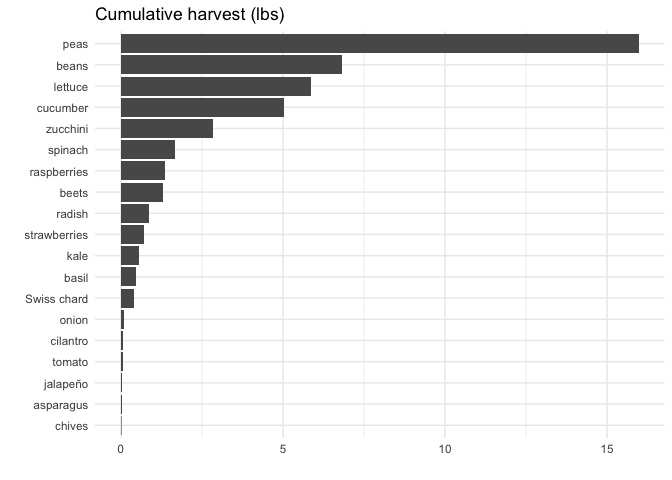 Cumulative harvest (lbs)
peas
beans
lettuce
cucumber
zucchini
spinach
raspberries
beets
radish
strawberries
kale
basil
Swiss chard
onion
cilantro
tomato
jalapeño
asparagus
chives
0 5 10 15